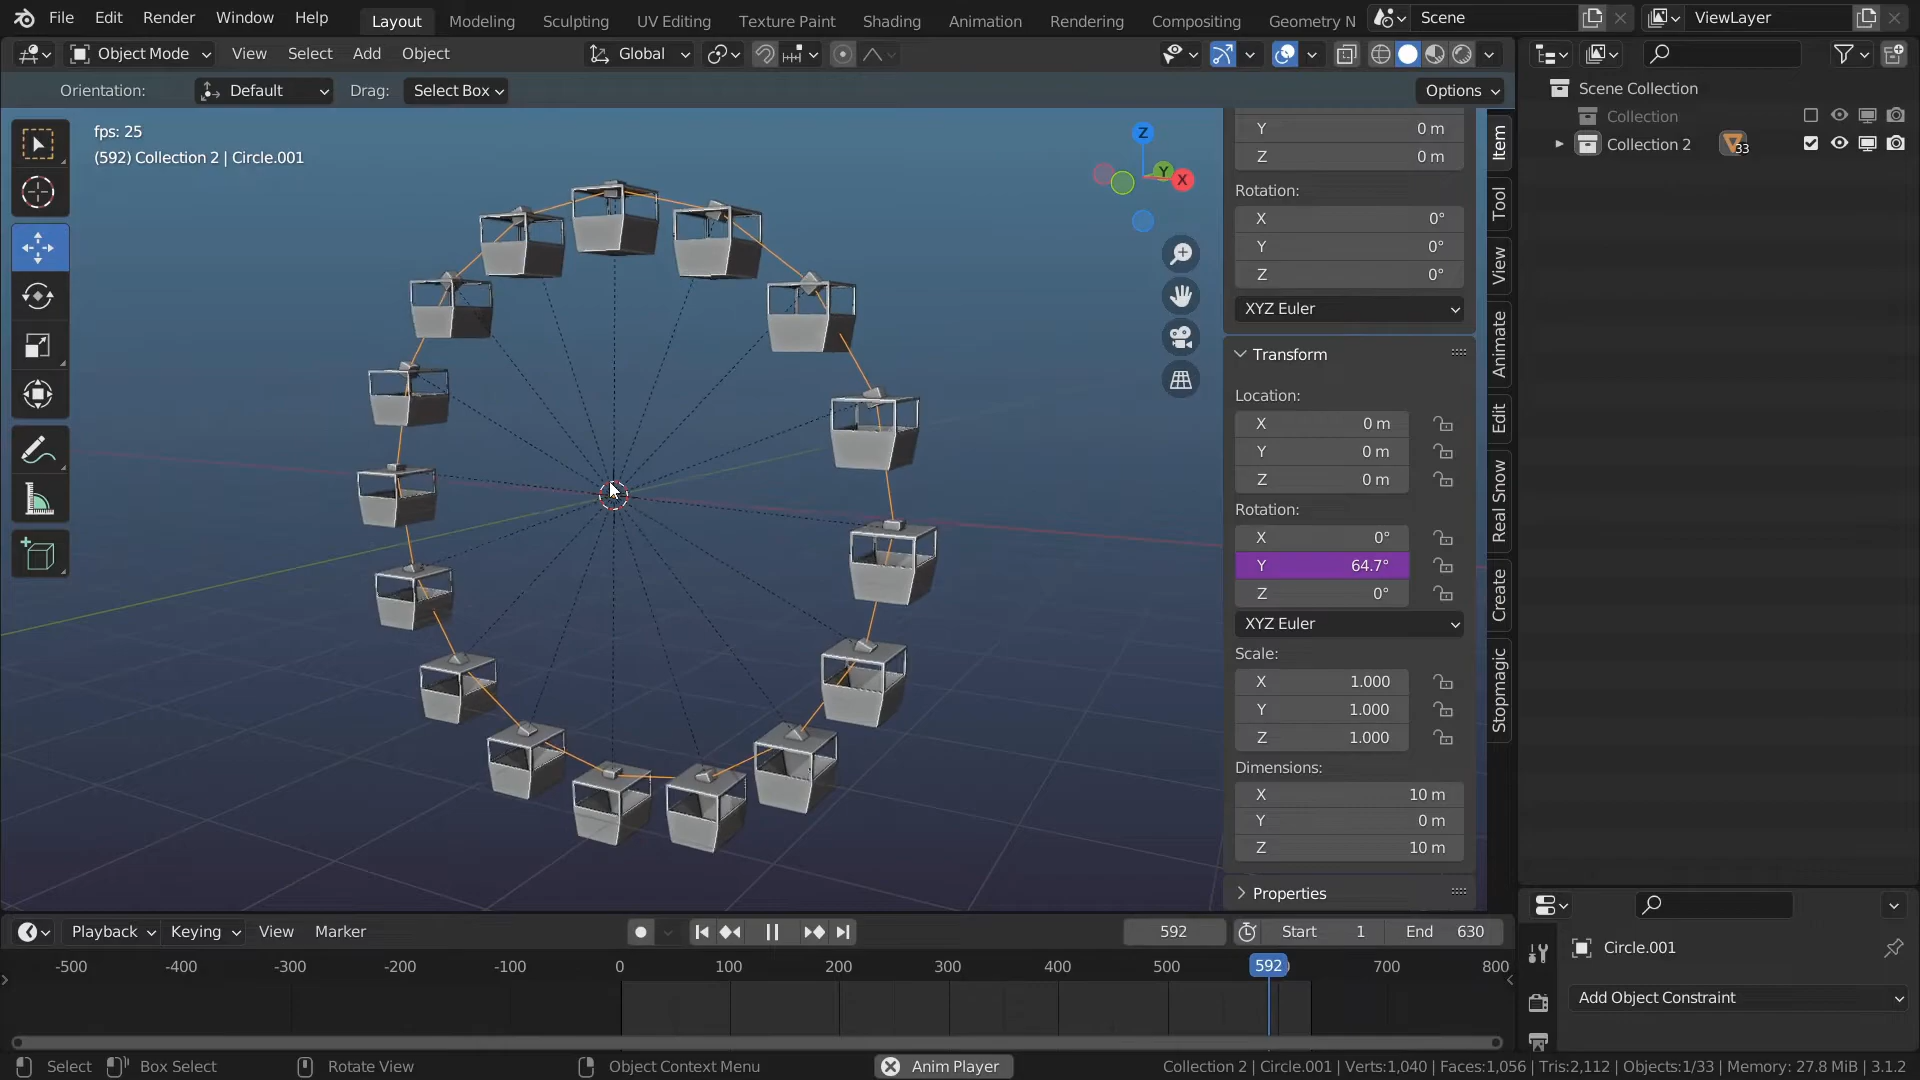 File Edit Render Window Help Layout Modeling Sculpting UV Editing Texture Paint Shading Animation Rendering Compositing Geometry N Scene ViewLayer
Object Mode View Select Add Object Global
Orientation: Default Drag: Select Box Options
fps: 25
(592) Collection 2 | Circle.001
Z
Y
X
Y 0 m
Z 0 m
Rotation:
X 0°
Y 0°
Z 0°
XYZ Euler
Transform
Location:
X 0 m
Y 0 m
Z 0 m
Rotation:
X 0°
Y 64.7°
Z 0°
XYZ Euler
Scale:
X 1.000
Y 1.000
Z 1.000
Dimensions:
X 10 m
Y 0 m
Z 10 m
Properties
Item
Tool
View
Animate
Edit
Real Snow
Create
Stopmagic
Scene Collection
Collection
Collection 2 33
Circle.001
Add Object Constraint
Playback Keying View Marker 592 Start 1 End 630
-500 -400 -300 -200 -100 0 100 200 300 400 500 592 700 800
Select Box Select Rotate View Object Context Menu Anim Player Collection 2 | Circle.001 | Verts:1,040 | Faces:1,056 | Tris:2,112 | Objects:1/33 | Memory: 27.8 MiB | 3.1.2